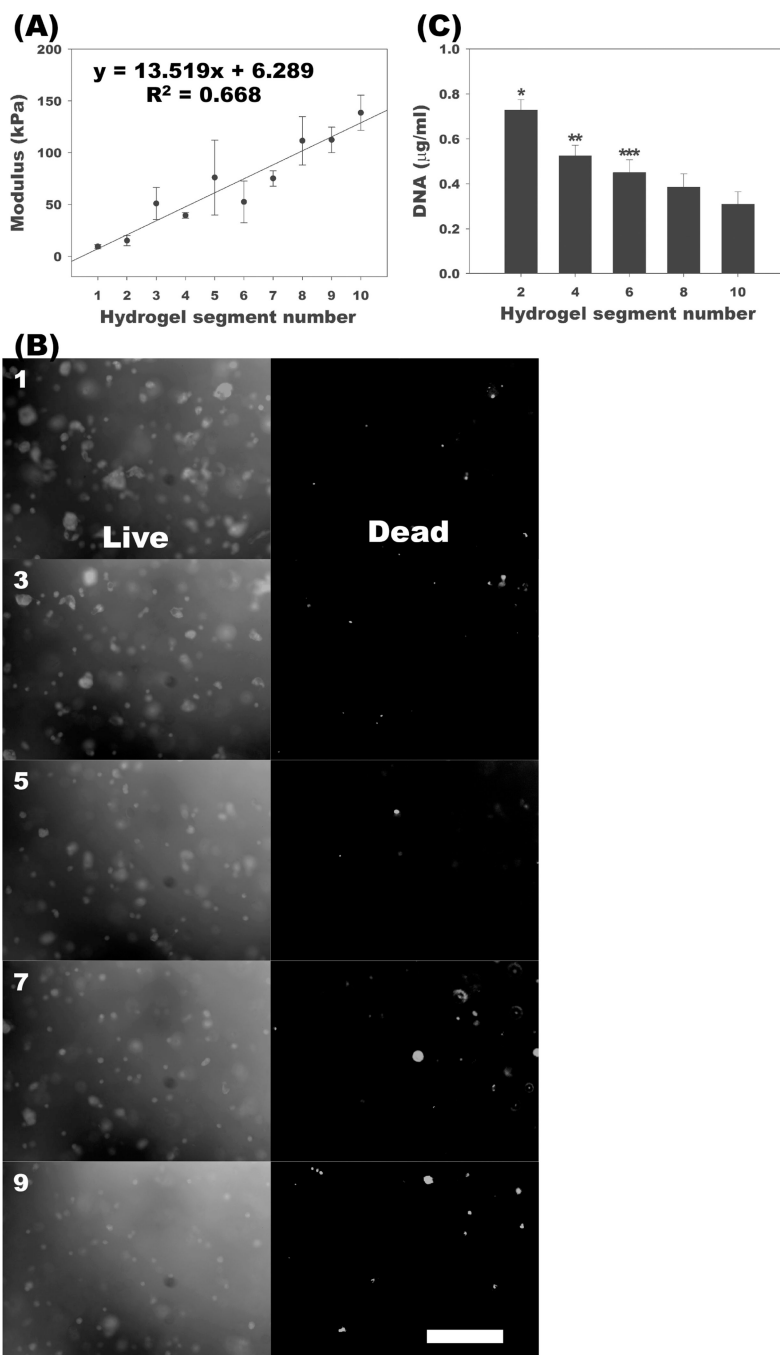 (A)
y = 13.519x + 6.289
R² = 0.668
200
150
100
50
0
Modulus (kPa)
1 2 3 4 5 6 7 8 9 10
Hydrogel segment number
(C)
1.0
0.8
0.6
0.4
0.2
0.0
DNA (μg/ml)
*
**
***
2 4 6 8 10
Hydrogel segment number
(B)
1
Live
Dead
3
5
7
9